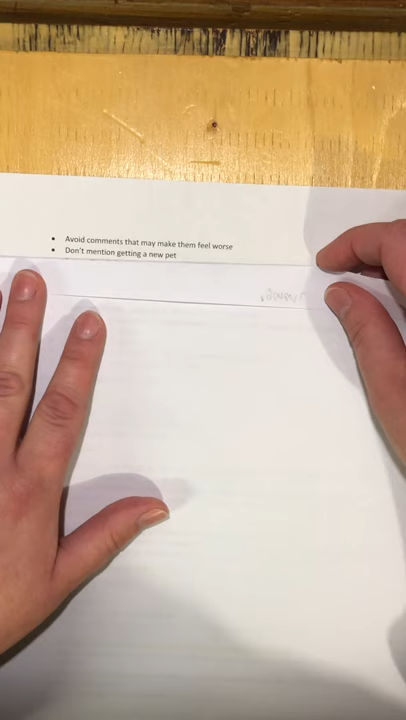 • Avoid comments that may make them feel worse
• Don't mention getting a new pet